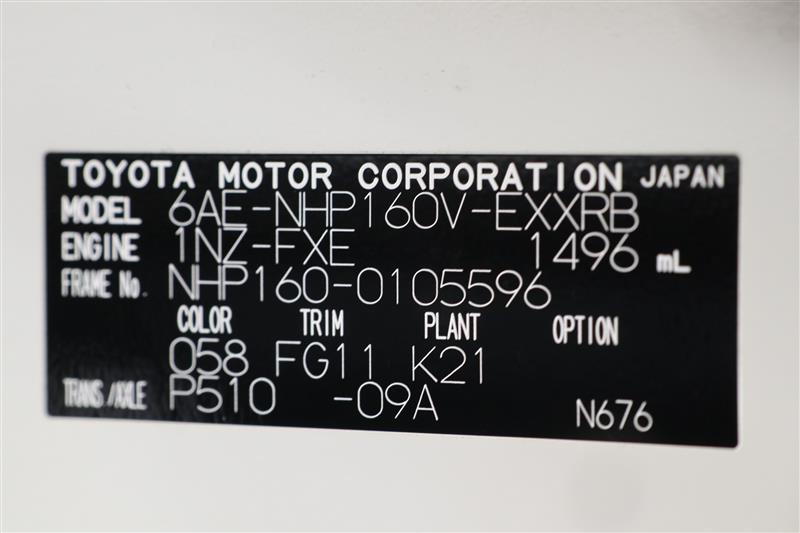 TOYOTA MOTOR CORPORATION JAPAN
MODEL 6AE-NHP160V-EXXRB
ENGINE 1NZ-FXE 1496 mL
FRAME No. NHP160-0105596
COLOR TRIM PLANT OPTION
058 FG11 K21
TRANS/AXLE P510 -09A N676